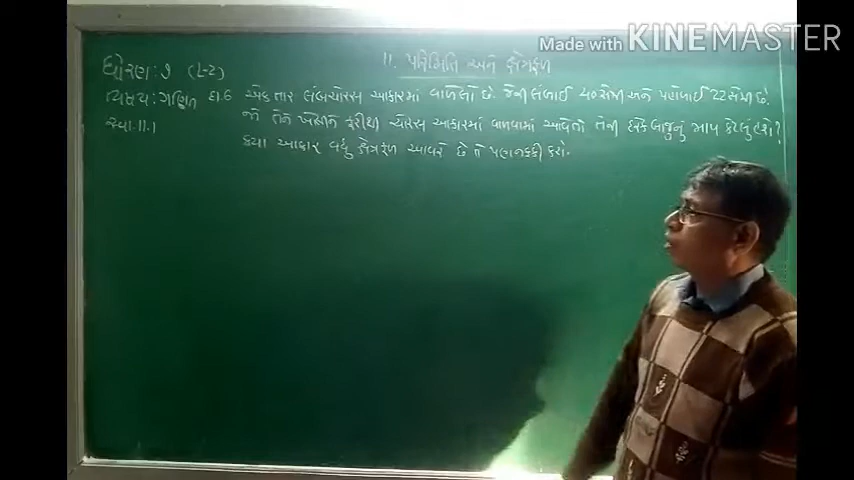 Made with KINEMASTER
ધોરણ : ૭ (L-2) 11. પરિમિતિ અને ક્ષેત્રફળ
વિષય : ગણિત દા.6 એક તાર લંબચોરસ આકારમાં વાળેલો છે. જેની લંબાઈ 40 સેમી અને પહોળાઈ 22 સેમી છે.
સ્વા. 11.1 જો તેને ખોલીને ફરીથી ચોરસ આકારમાં વાળવામાં આવે તો તેની દરેક બાજુનું માપ કેટલું હશે?
કયા આકાર વધુ ક્ષેત્રફળ આવરે છે તે પણ નક્કી કરો.